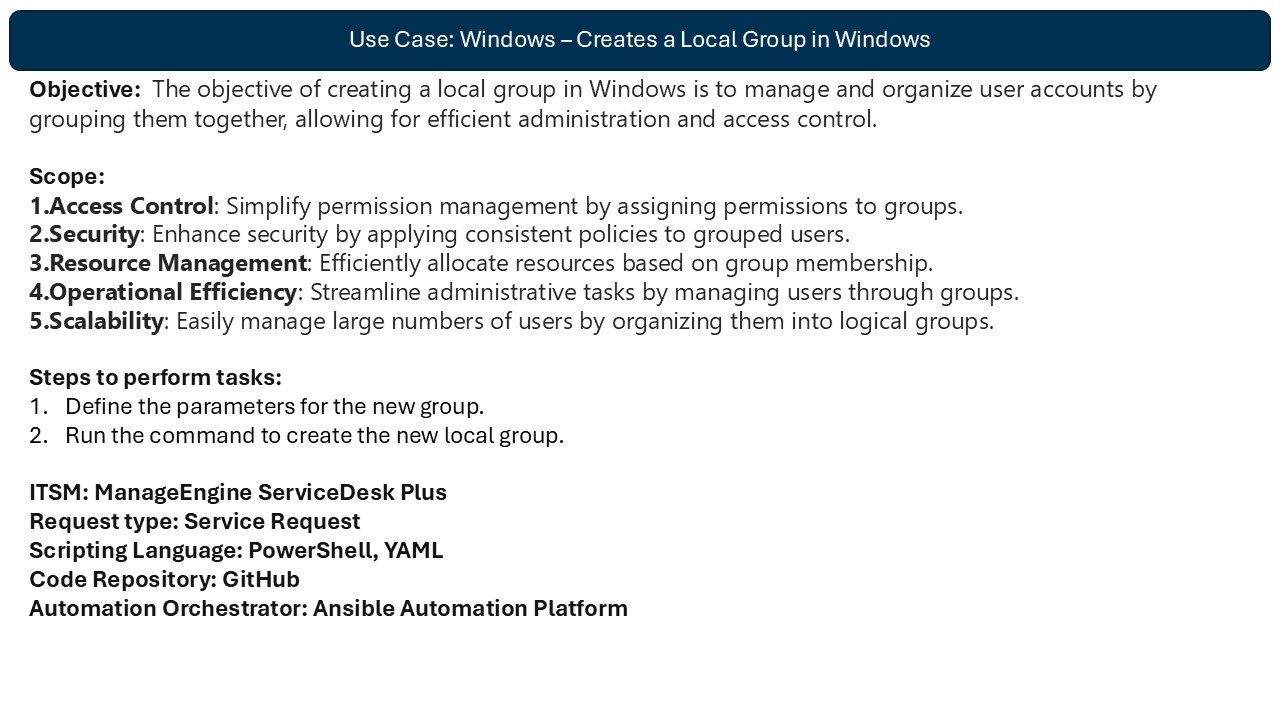 Use Case: Windows – Creates a Local Group in Windows
Objective: The objective of creating a local group in Windows is to manage and organize user accounts by
grouping them together, allowing for efficient administration and access control.
Scope:
1.Access Control: Simplify permission management by assigning permissions to groups.
2.Security: Enhance security by applying consistent policies to grouped users.
3.Resource Management: Efficiently allocate resources based on group membership.
4.Operational Efficiency: Streamline administrative tasks by managing users through groups.
5.Scalability: Easily manage large numbers of users by organizing them into logical groups.
Steps to perform tasks:
1. Define the parameters for the new group.
2. Run the command to create the new local group.
ITSM: ManageEngine ServiceDesk Plus
Request type: Service Request
Scripting Language: PowerShell, YAML
Code Repository: GitHub
Automation Orchestrator: Ansible Automation Platform